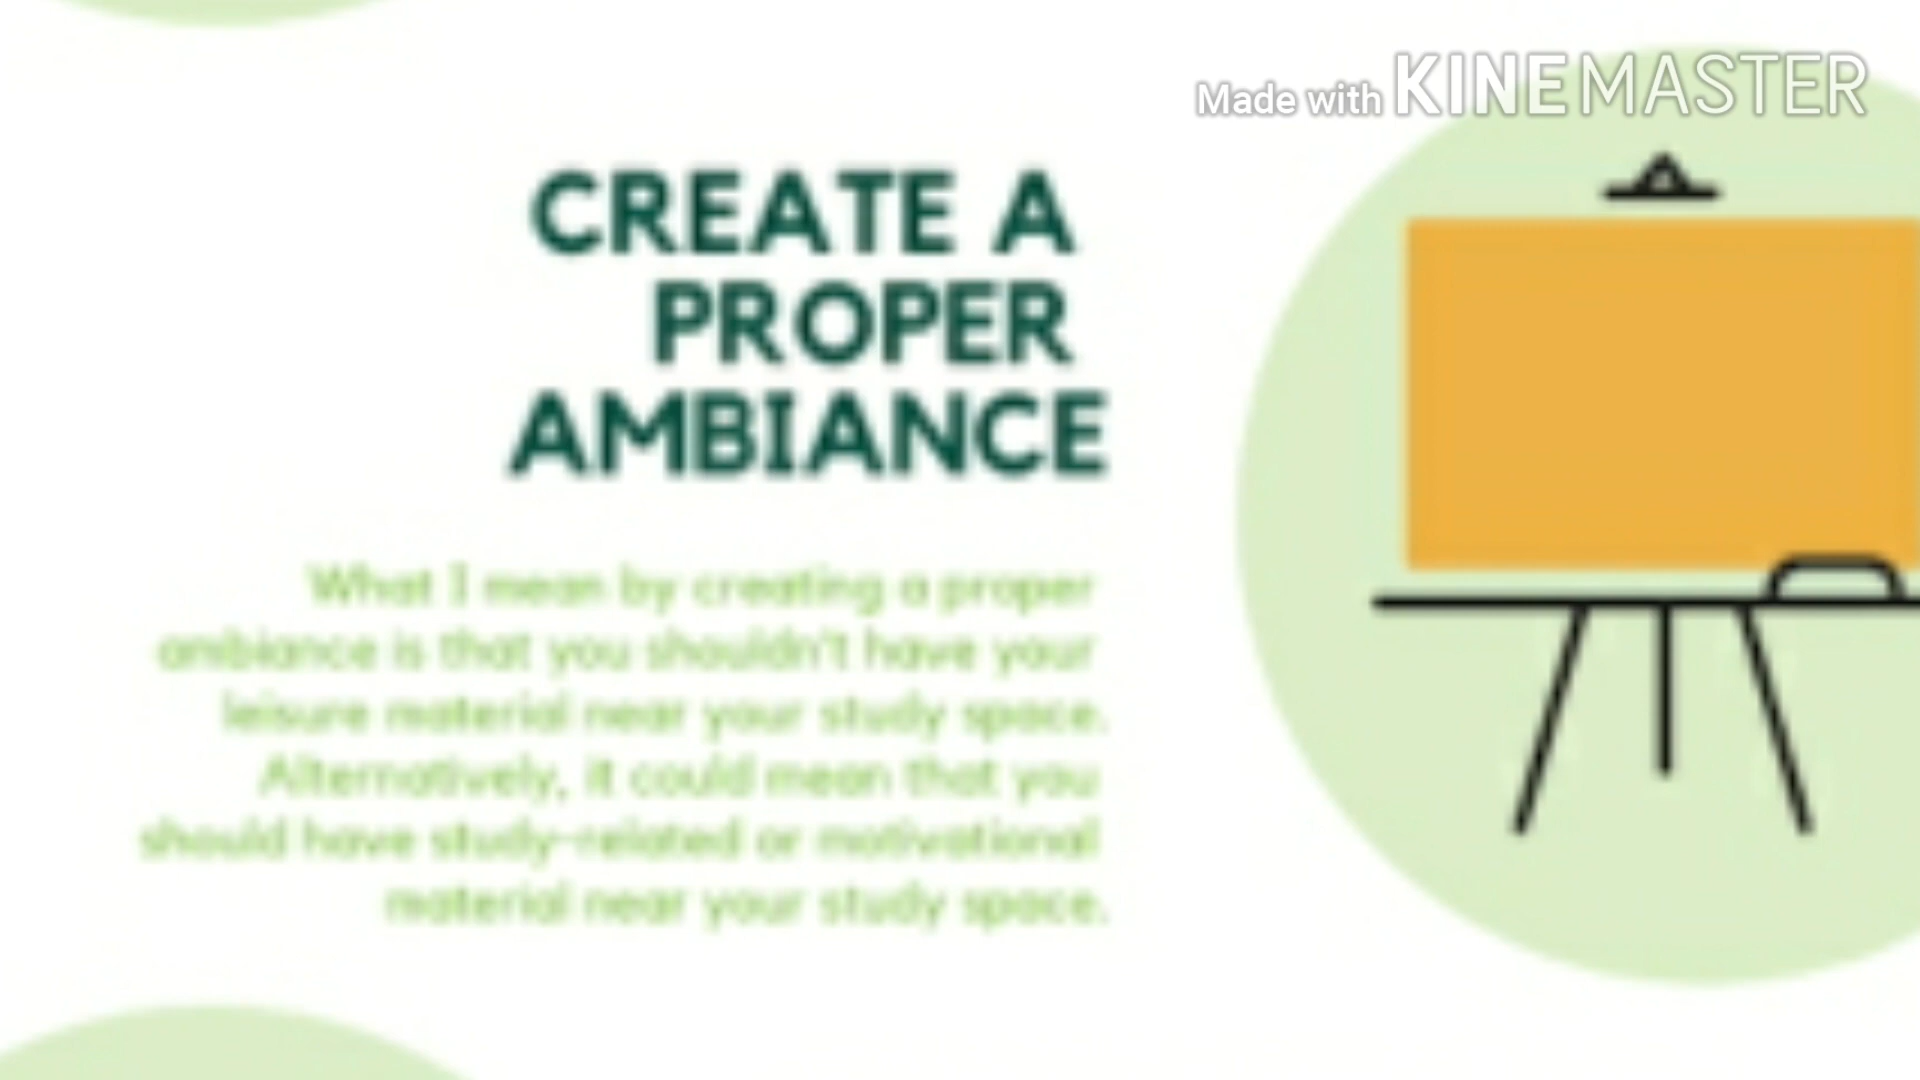 Made with KINEMASTER
CREATE A
PROPER
AMBIANCE
What I mean by creating a proper
ambiance is that you shouldn't have your
leisure material near your study space.
Alternatively, it could mean that you
should have study-related or motivational
material near your study space.